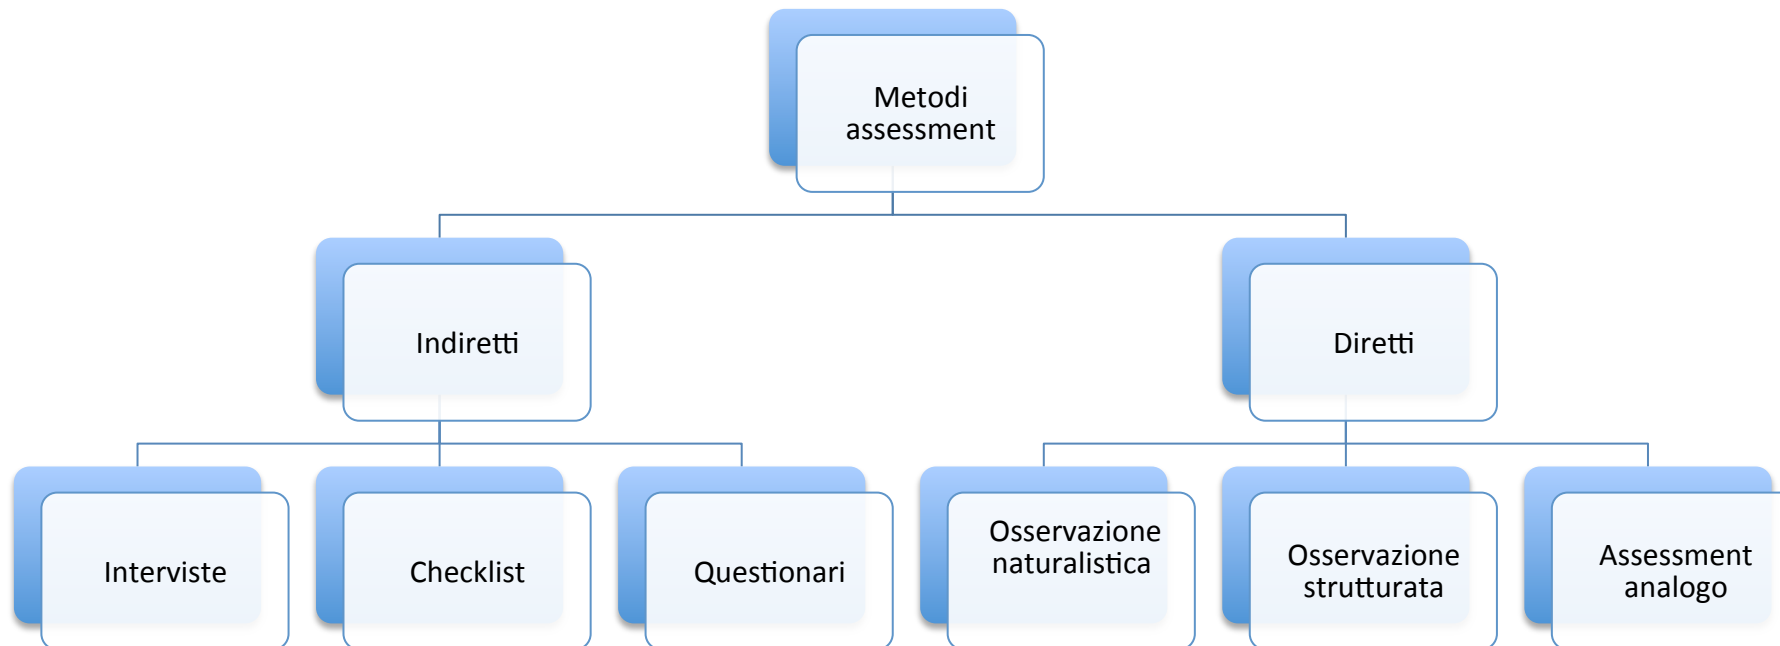 Metodi
assessment
Indiretti
Diretti
Interviste
Checklist
Questionari
Osservazione
naturalistica
Osservazione
strutturata
Assessment
analogo